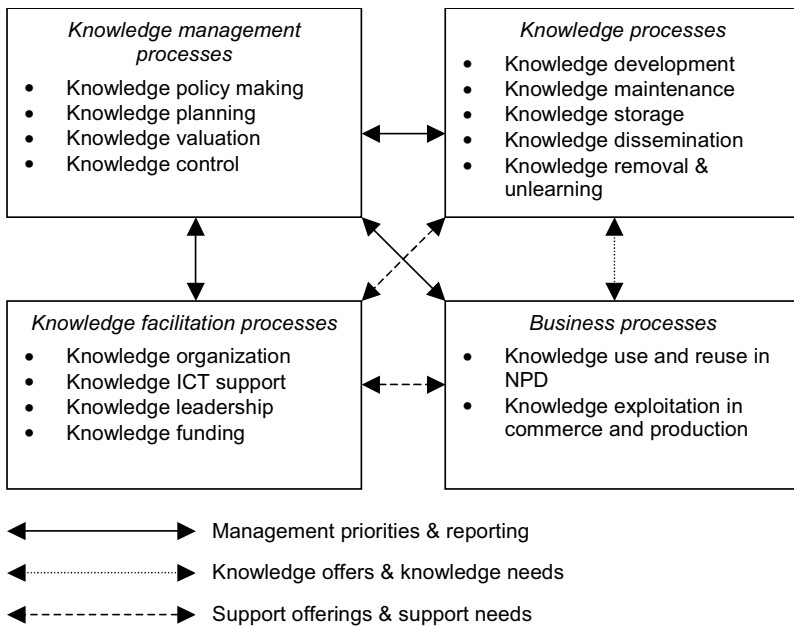 Knowledge management
processes
• Knowledge policy making
• Knowledge planning
• Knowledge valuation
• Knowledge control
Knowledge processes
• Knowledge development
• Knowledge maintenance
• Knowledge storage
• Knowledge dissemination
• Knowledge removal &
unlearning
Knowledge facilitation processes
• Knowledge organization
• Knowledge ICT support
• Knowledge leadership
• Knowledge funding
Business processes
• Knowledge use and reuse in
NPD
• Knowledge exploitation in
commerce and production
Management priorities & reporting
Knowledge offers & knowledge needs
Support offerings & support needs